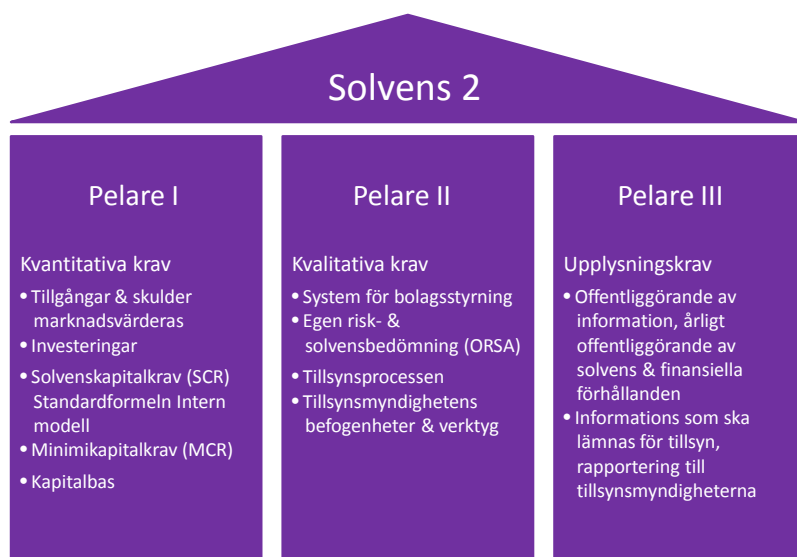 Solvens 2
Pelare I
Kvantitativa krav
• Tillgångar & skulder
marknadsvärderas
• Investeringar
• Solvenskapitalkrav (SCR)
Standardformeln Intern
modell
• Minimikapitalkrav (MCR)
• Kapitalbas
Pelare II
Kvalitativa krav
• System för bolagsstyrning
• Egen risk- &
solvensbedömning (ORSA)
• Tillsynsprocessen
• Tillsynsmyndighetens
befogenheter & verktyg
Pelare III
Upplysningskrav
• Offentliggörande av
information, årligt
offentliggörande av
solvens & finansiella
förhållanden
• Informations som ska
lämnas för tillsyn,
rapportering till
tillsynsmyndigheterna